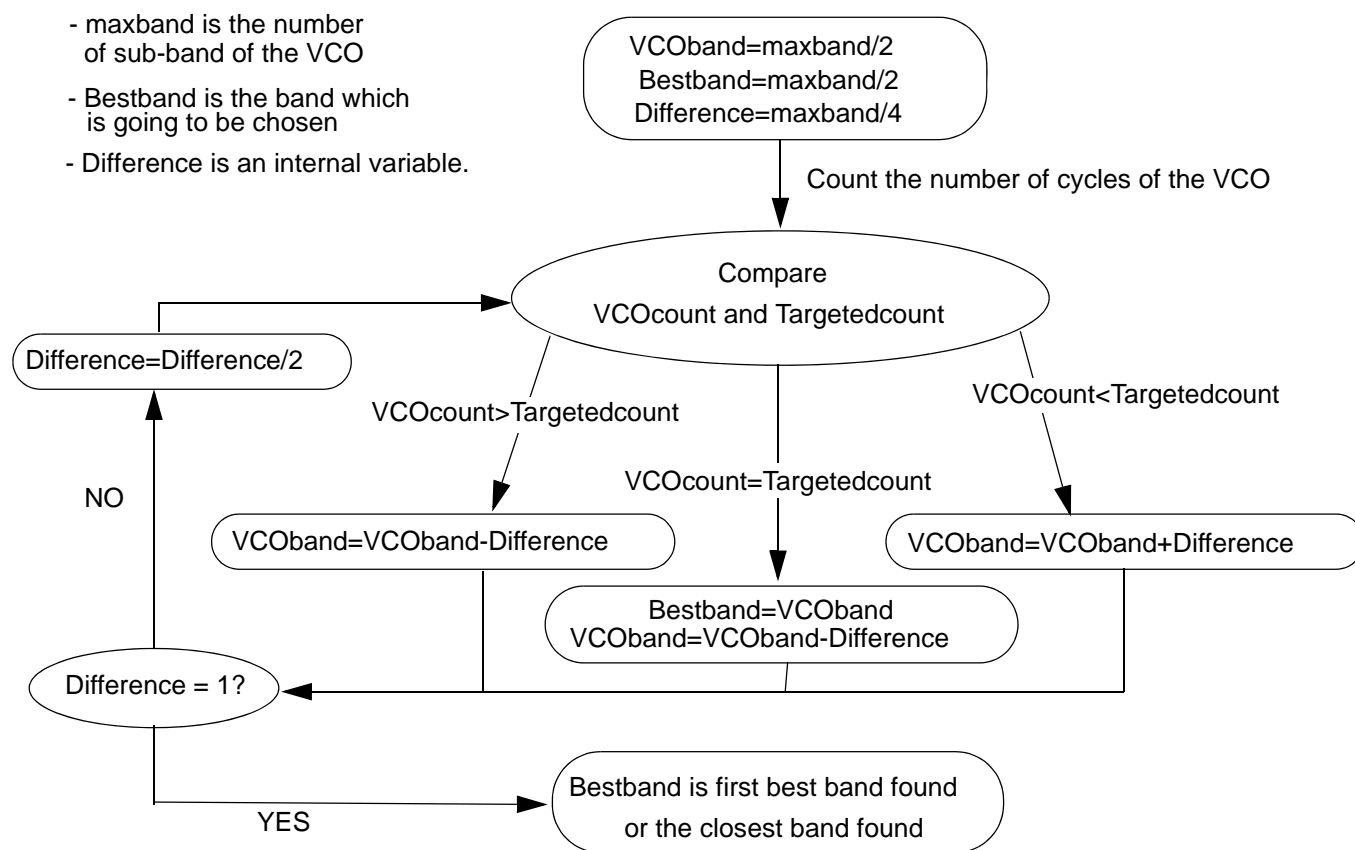 - maxband is the number
of sub-band of the VCO
- Bestband is the band which
is going to be chosen
- Difference is an internal variable.
VCOband=maxband/2
Bestband=maxband/2
Difference=maxband/4
Count the number of cycles of the VCO
Compare
VCOcount and Targetedcount
Difference=Difference/2
VCOcount>Targetedcount
VCOcount<Targetedcount
VCOcount=Targetedcount
NO
VCOband=VCOband-Difference
VCOband=VCOband+Difference
Bestband=VCOband
VCOband=VCOband-Difference
Difference = 1?
YES
Bestband is first best band found
or the closest band found